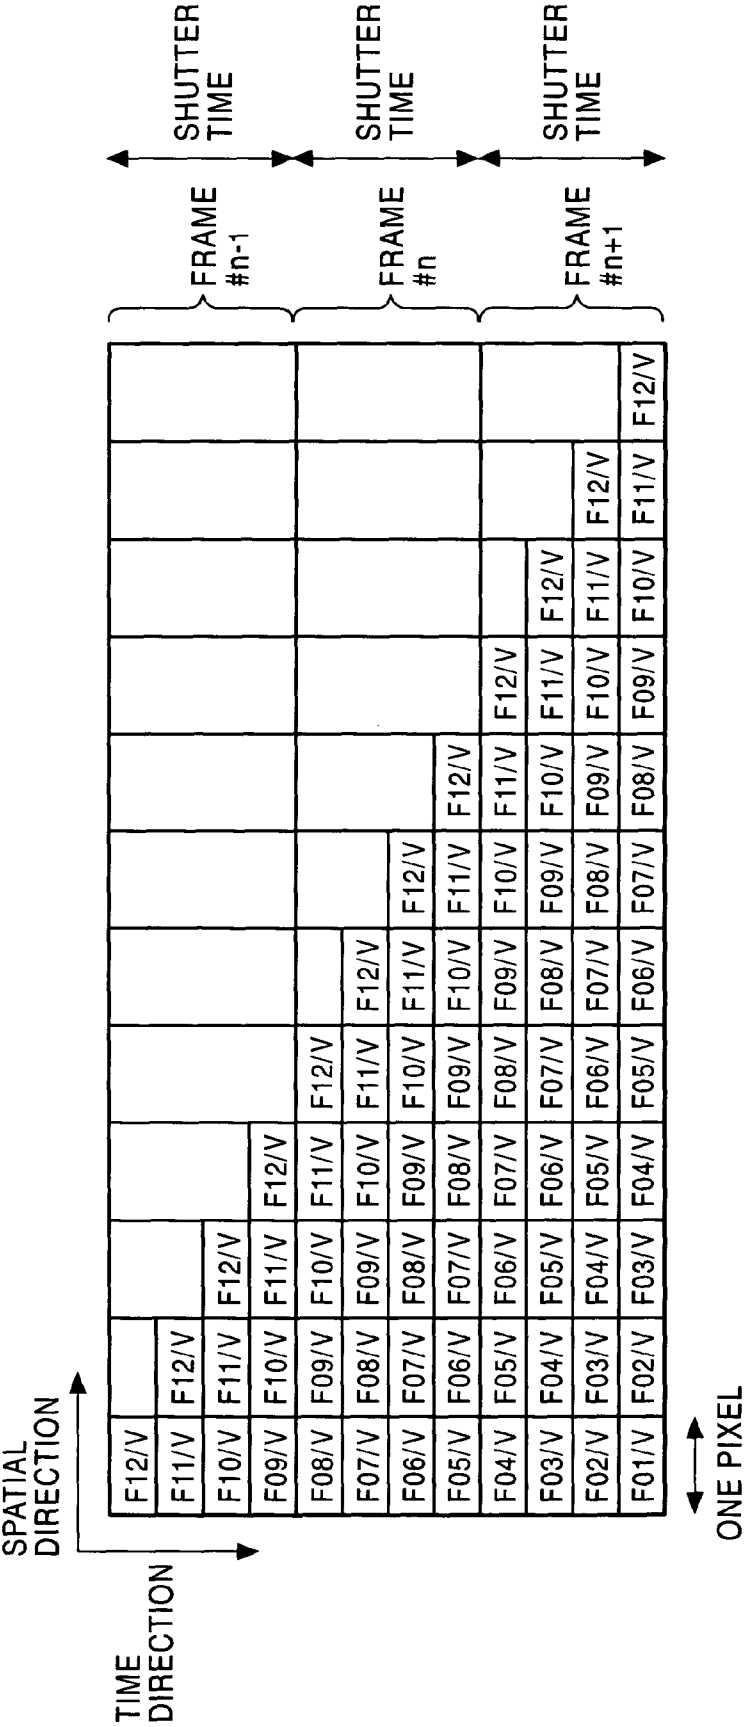 SPATIAL
DIRECTION
TIME
DIRECTION
F12/V
F11/V F12/V
F10/V F11/V F12/V
F09/V F10/V F11/V F12/V
F08/V F09/V F10/V F11/V F12/V
F07/V F08/V F09/V F10/V F11/V F12/V
F06/V F07/V F08/V F09/V F10/V F11/V F12/V
F05/V F06/V F07/V F08/V F09/V F10/V F11/V F12/V
F04/V F05/V F06/V F07/V F08/V F09/V F10/V F11/V F12/V
F03/V F04/V F05/V F06/V F07/V F08/V F09/V F10/V F11/V F12/V
F02/V F03/V F04/V F05/V F06/V F07/V F08/V F09/V F10/V F11/V F12/V
F01/V F02/V F03/V F04/V F05/V F06/V F07/V F08/V F09/V F10/V F11/V F12/V
FRAME
#n-1
SHUTTER
TIME
FRAME
#n
SHUTTER
TIME
FRAME
#n+1
SHUTTER
TIME
ONE PIXEL